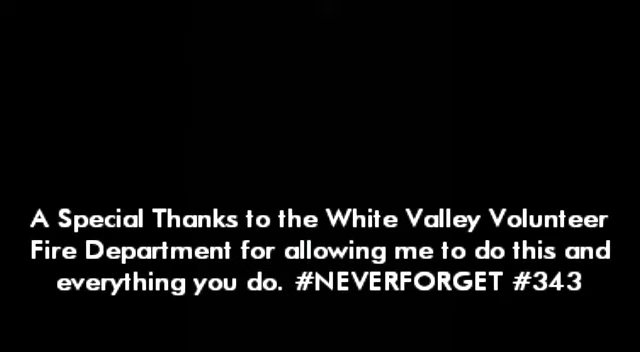 A Special Thanks to the White Valley Volunteer
Fire Department for allowing me to do this and
everything you do. #NEVERFORGET #343